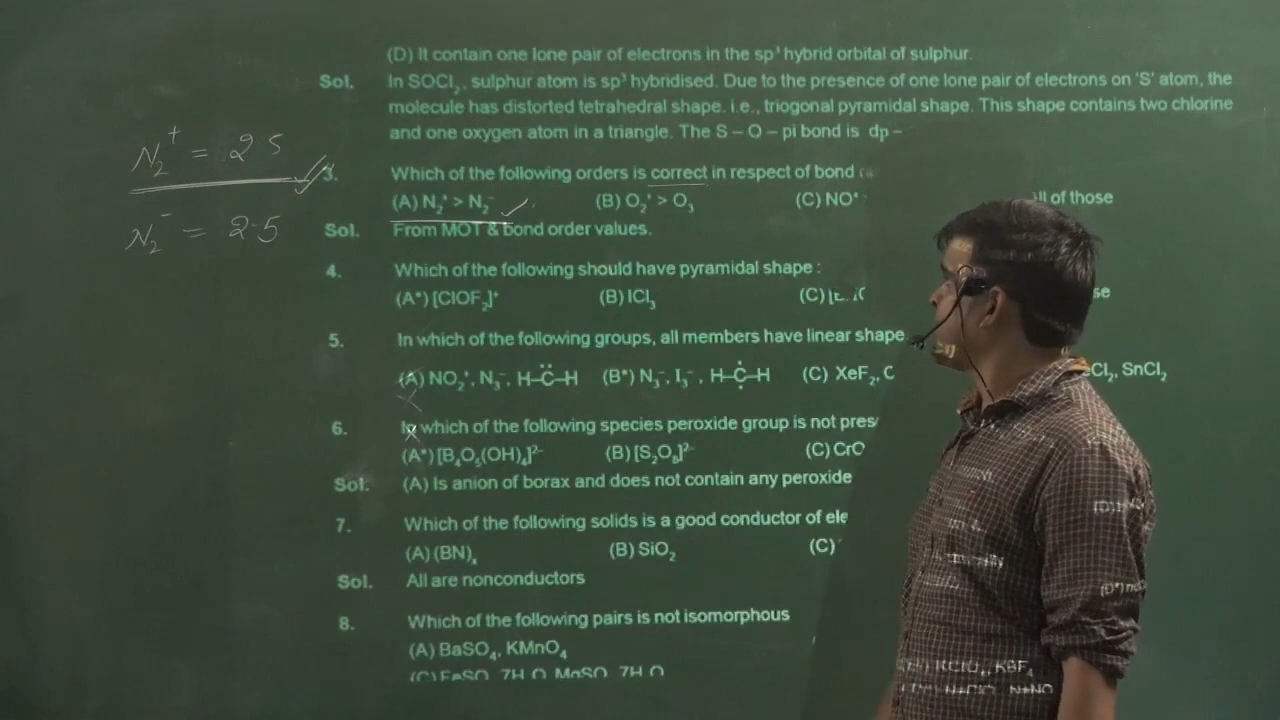 (D) It contain one lone pair of electrons in the sp³ hybrid orbital of sulphur.
Sol. In SOCl₂, sulphur atom is sp³ hybridised. Due to the presence of one lone pair of electrons on 'S' atom, the
molecule has distorted tetrahedral shape. i.e., triogonal pyramidal shape. This shape contains two chlorine
and one oxygen atom in a triangle. The S – O – pi bond is dp –
N₂⁺ = 2.5
N₂⁻ = 2.5
3. Which of the following orders is correct in respect of bond
(A) N₂⁺ > N₂⁻ (B) O₂⁺ > O₃ (C) NO⁺ of those
Sol. From MOT & bond order values.
4. Which of the following should have pyramidal shape :
(A*) [ClOF₂]⁺ (B) ICl₃ (C) se
5. In which of the following groups, all members have linear shape
(A) NO₂⁺, N₃⁻, H–C̈–H (B*) N₃⁻, I₃⁻, H–Ċ–H (C) XeF₂, C Cl₂, SnCl₂
6. In which of the following species peroxide group is not pres
(A*) [B₄O₅(OH)₄]²⁻ (B) [S₂O₈]²⁻ (C) CrO
Sol. (A) Is anion of borax and does not contain any peroxide
7. Which of the following solids is a good conductor of ele
(A) (BN)ₓ (B) SiO₂ (C)
Sol. All are nonconductors
8. Which of the following pairs is not isomorphous
(A) BaSO₄, KMnO₄ KBF₄
(C) FeSO 7H O MgSO 7H O